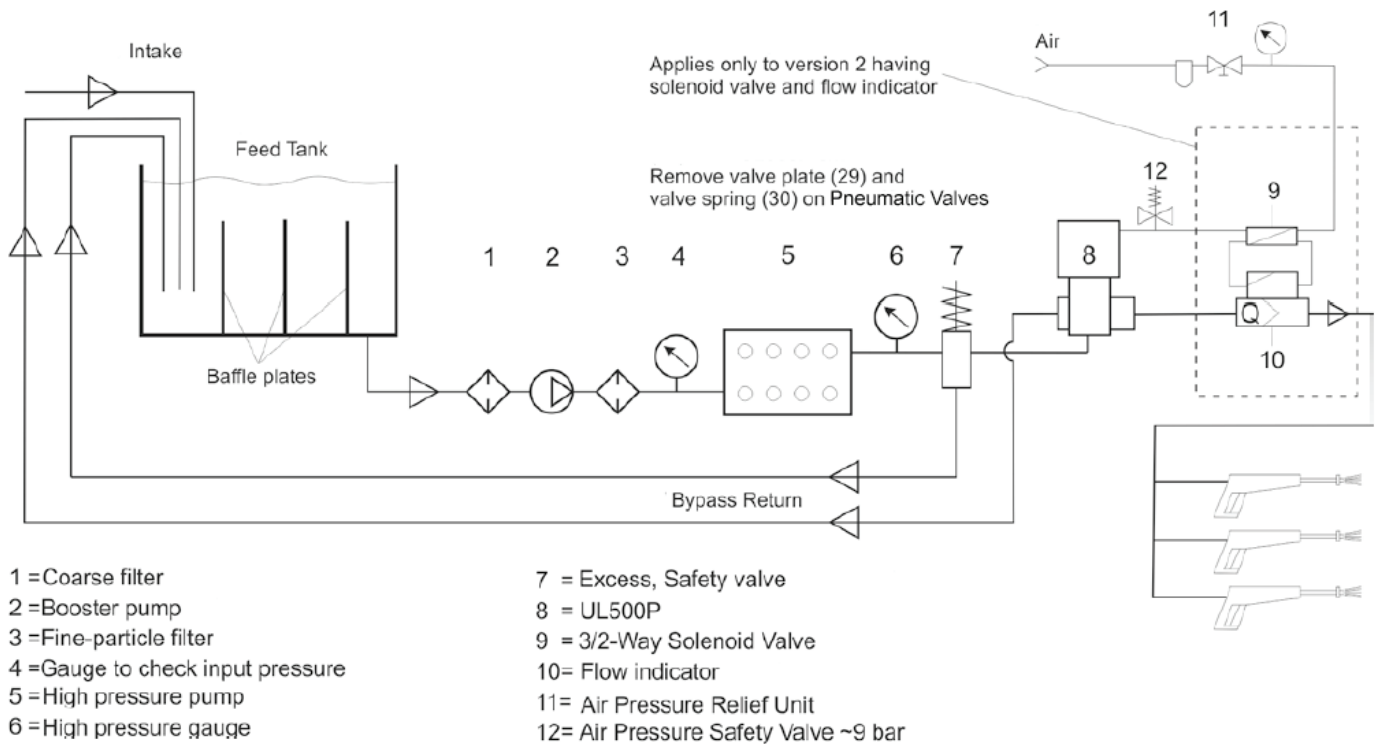 11
Intake
Air
Applies only to version 2 having
solenoid valve and flow indicator
Feed Tank
Remove valve plate (29) and
valve spring (30) on Pneumatic Valves
12
9
1
2
3
4
5
6
7
8
Q
10
Baffle plates
Bypass Return
1 =Coarse filter
2 =Booster pump
3 =Fine-particle filter
4 =Gauge to check input pressure
5 =High pressure pump
6 =High pressure gauge
7 = Excess, Safety valve
8 = UL500P
9 = 3/2-Way Solenoid Valve
10= Flow indicator
11= Air Pressure Relief Unit
12= Air Pressure Safety Valve ~9 bar